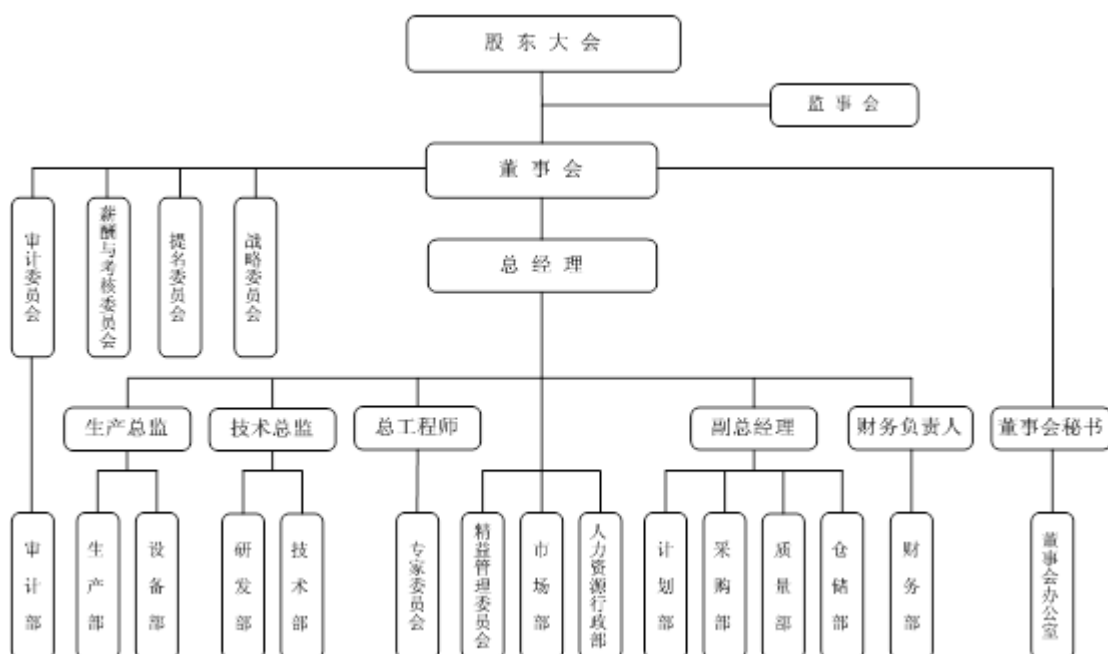 股东大会
监事会
董事会
审计委员会
薪酬与考核委员会
提名委员会
战略委员会
总经理
生产总监
技术总监
总工程师
副总经理
财务负责人
董事会秘书
审计部
生产部
设备部
研发部
技术部
专家委员会
精益管理委员会
市场部
人力资源行政部
计划部
采购部
质量部
仓储部
财务部
董事会办公室